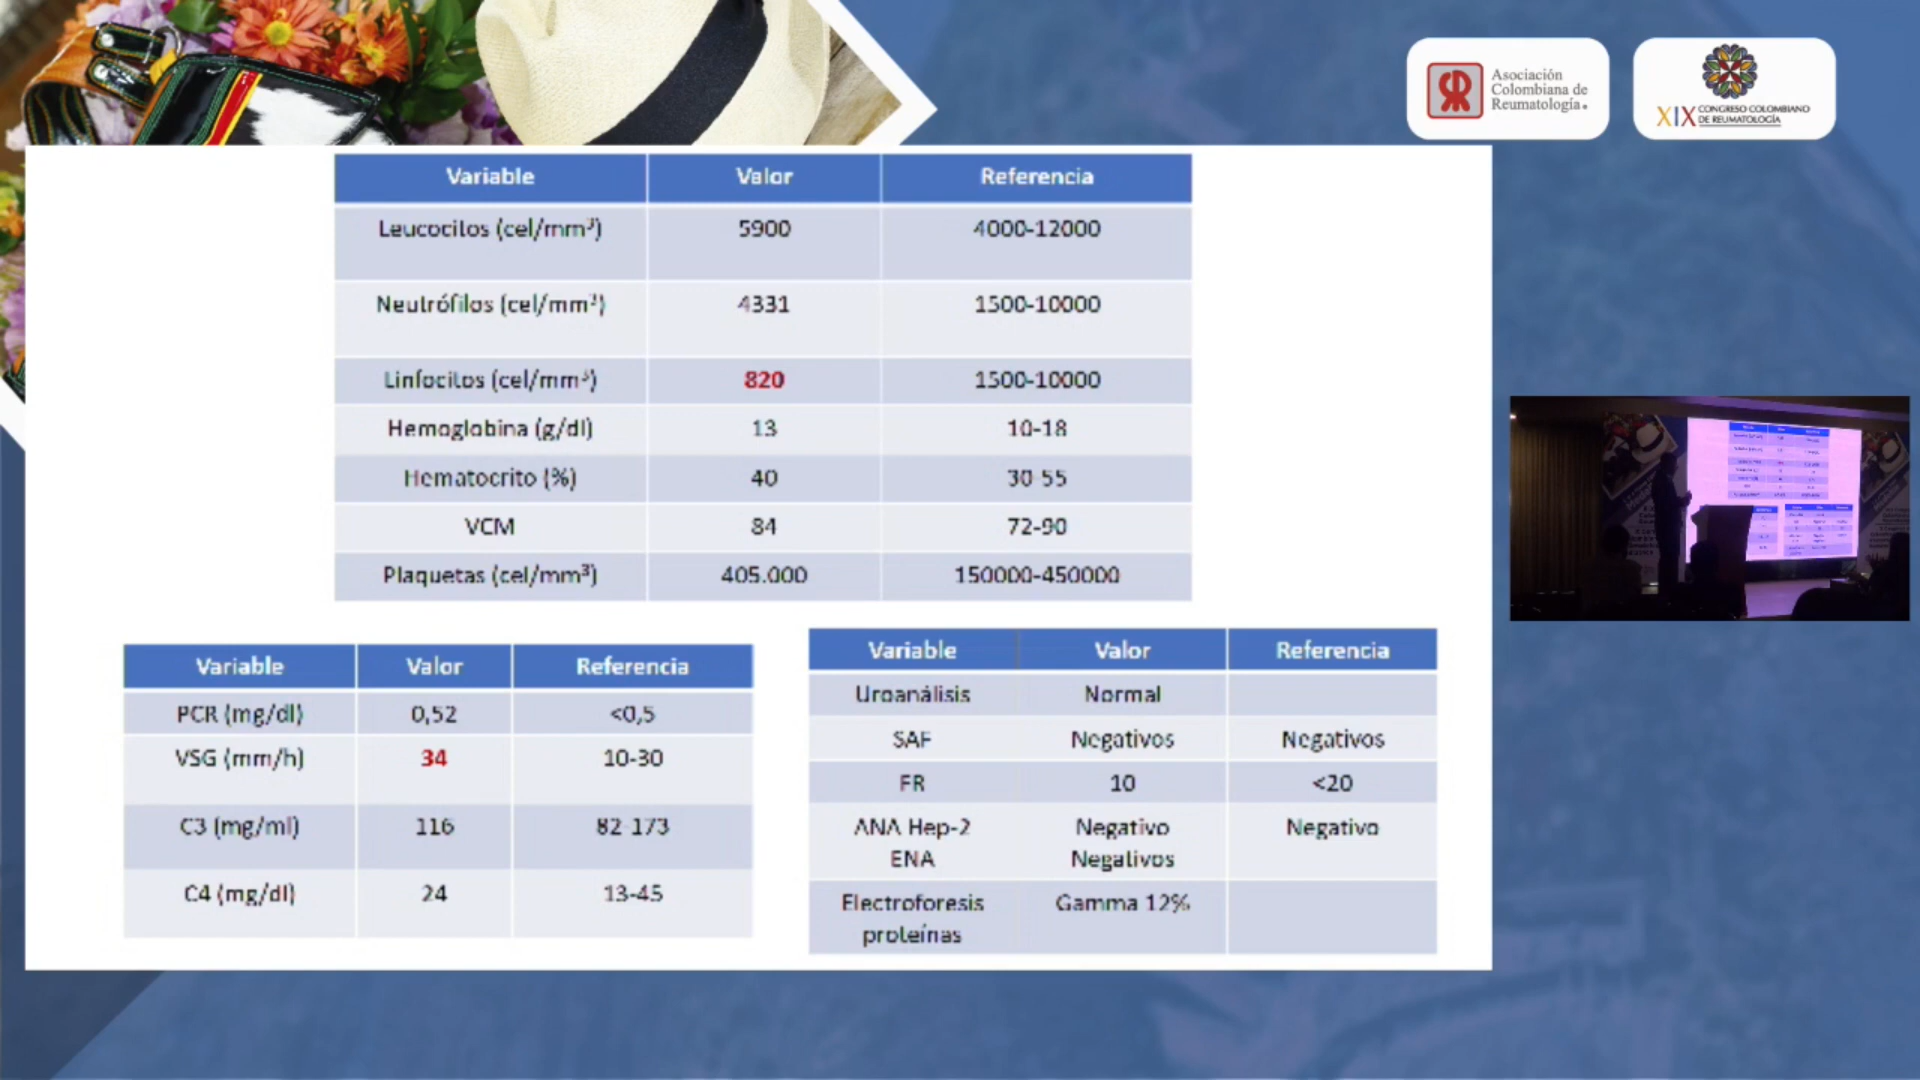 Asociación
Colombiana de
Reumatología.
XIX CONGRESO COLOMBIANO
DE REUMATOLOGÍA
Variable Valor Referencia
Leucocitos (cel/mm³) 5900 4000-12000
Neutrófilos (cel/mm³) 4331 1500-10000
Linfocitos (cel/mm³) 820 1500-10000
Hemoglobina (g/dl) 13 10-18
Hematocrito (%) 40 30-55
VCM 84 72-90
Plaquetas (cel/mm³) 405.000 150000-450000
Variable Valor Referencia
PCR (mg/dl) 0,52 <0,5
VSG (mm/h) 34 10-30
C3 (mg/ml) 116 82-173
C4 (mg/dl) 24 13-45
Variable Valor Referencia
Uroanálisis Normal
SAF Negativos Negativos
FR 10 <20
ANA Hep-2 Negativo Negativo
ENA Negativos
Electroforesis Gamma 12%
proteínas